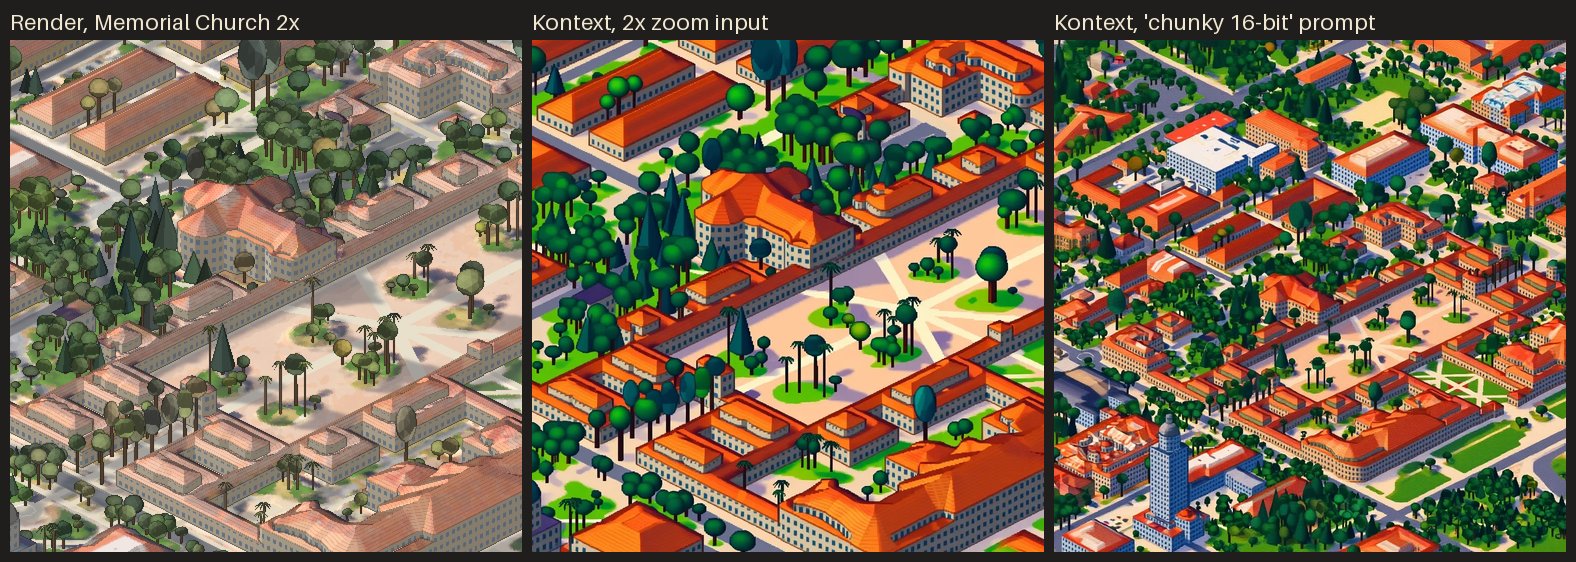 Render, Memorial Church 2x
Kontext, 2x zoom input
Kontext, 'chunky 16-bit' prompt